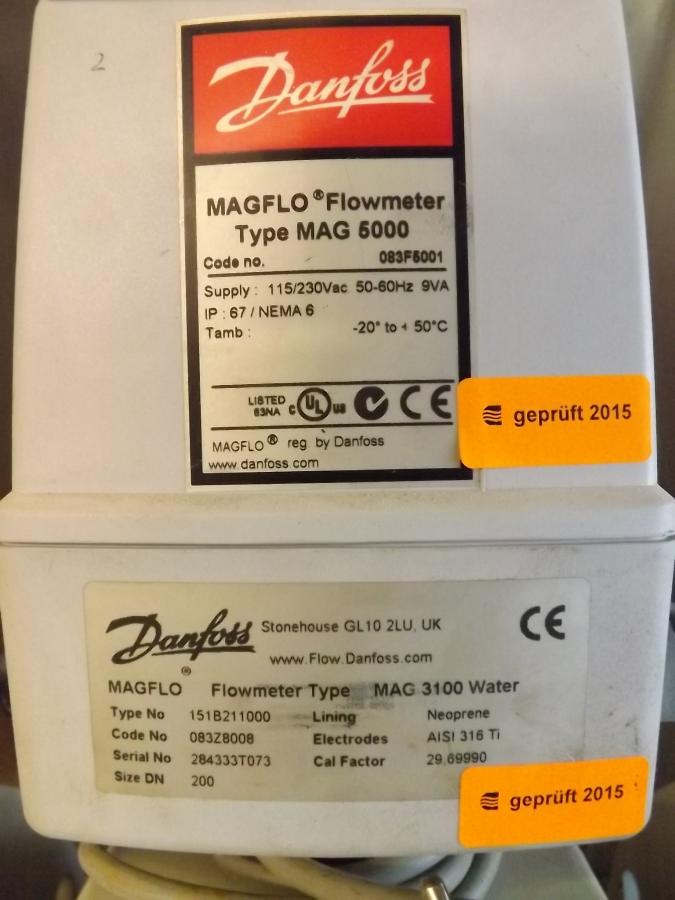 2
Danfoss
MAGFLO® Flowmeter
Type MAG 5000
Code no. 083F5001
Supply : 115/230Vac 50-60Hz 9VA
IP : 67 / NEMA 6
Tamb : -20° to + 50°C
LISTED
63NA
c UL us CE
MAGFLO® reg. by Danfoss
www.danfoss.com
geprüft 2015
Danfoss® Stonehouse GL10 2LU, UK CE
www.Flow.Danfoss.com
MAGFLO Flowmeter Type MAG 3100 Water
Type No 151B211000 Lining Neoprene
Code No 083Z8008 Electrodes AISI 316 Ti
Serial No 284333T073 Cal Factor 29.69990
Size DN 200
geprüft 2015